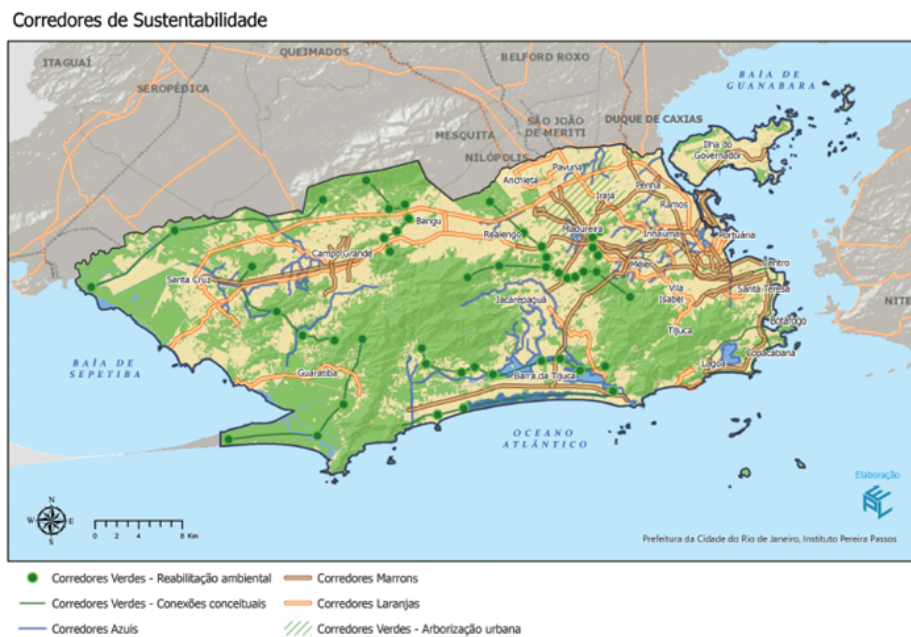 Corredores de Sustentabilidade
ITAGUAÍ
SEROPÉDICA
QUEIMADOS
BELFORD ROXO
BAÍA DE
GUANABARA
MESQUITA
NILÓPOLIS
SÃO JOÃO
DE MERITI
DUQUE DE CAXIAS
Ilha do
Governador
Anchieta
Pavuna
Penha
Irajá
Ramos
Bangu
Realengo
Madureira
Inhaúma
Portuária
Campo Grande
Meier
Centro
Santa Cruz
Vila
Isabel
Santa Teresa
NITE
Jacarepaguá
Tijuca
Botafogo
Copacabana
Lagoa
BAÍA DE
SEPETIBA
Guaratiba
Barra da Tijuca
OCEANO
ATLÂNTICO
Elaboração
N
W
E
S
0 2 4 8 Km
Prefeitura da Cidade do Rio de Janeiro, Instituto Pereira Passos
Corredores Verdes - Reabilitação ambiental
Corredores Marrons
Corredores Verdes - Conexões conceituais
Corredores Laranjas
Corredores Azuis
Corredores Verdes - Arborização urbana